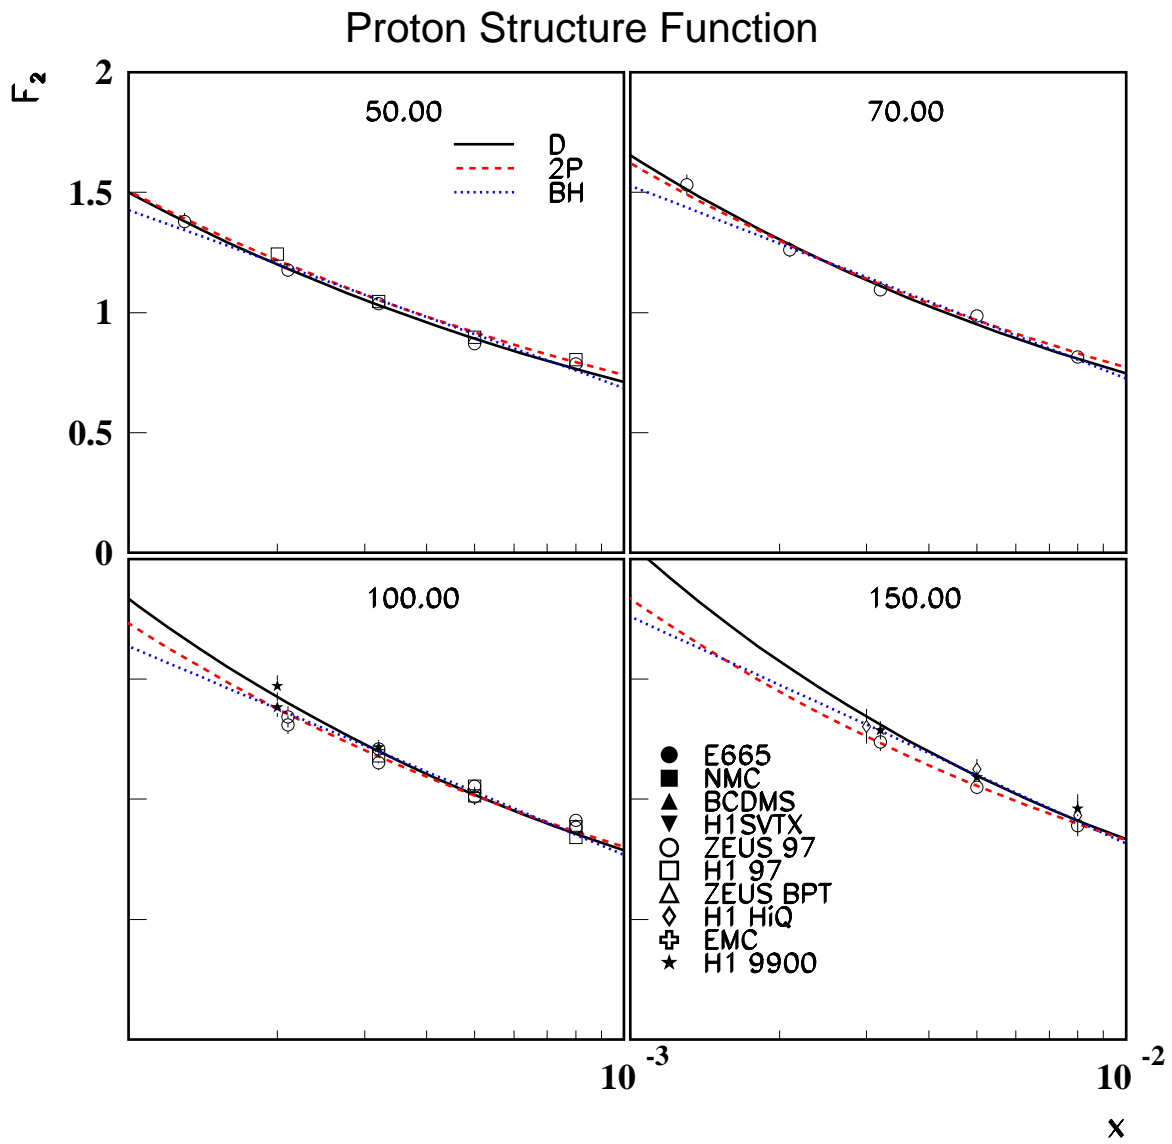 Proton Structure Function
F2
2
1.5
1
0.5
0
50.00
D
2P
BH
70.00
100.00
150.00
E665
NMC
BCDMS
H1SVTX
ZEUS 97
H1 97
ZEUS BPT
H1 HiQ
EMC
H1 9900
10 -3
10 -2
x